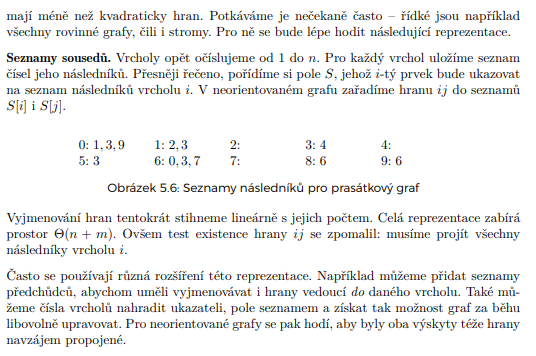 mají méně než kvadraticky hran. Potkáváme je nečekaně často – řídké jsou například
všechny rovinné grafy, čili i stromy. Pro ně se bude lépe hodit následující reprezentace.
Seznamy sousedů. Vrcholy opět očíslujeme od 1 do n. Pro každý vrchol uložíme seznam
čísel jeho následníků. Přesněji řečeno, pořídíme si pole S, jehož i-tý prvek bude ukazovat
na seznam následníků vrcholu i. V neorientovaném grafu zařadíme hranu ij do seznamů
S[i] i S[j].
0: 1, 3, 9 1: 2, 3 2: 3: 4 4:
5: 3 6: 0, 3, 7 7: 8: 6 9: 6
Obrázek 5.6: Seznamy následníků pro prasátkový graf
Vyjmenování hran tentokrát stihneme lineárně s jejich počtem. Celá reprezentace zabírá
prostor Θ(n + m). Ovšem test existence hrany ij se zpomalil: musíme projít všechny
následníky vrcholu i.
Často se používají různá rozšíření této reprezentace. Například můžeme přidat seznamy
předchůdců, abychom uměli vyjmenovávat i hrany vedoucí do daného vrcholu. Také mů-
žeme čísla vrcholů nahradit ukazateli, pole seznamem a získat tak možnost graf za běhu
libovolně upravovat. Pro neorientované grafy se pak hodí, aby byly oba výskyty téže hrany
navzájem propojené.